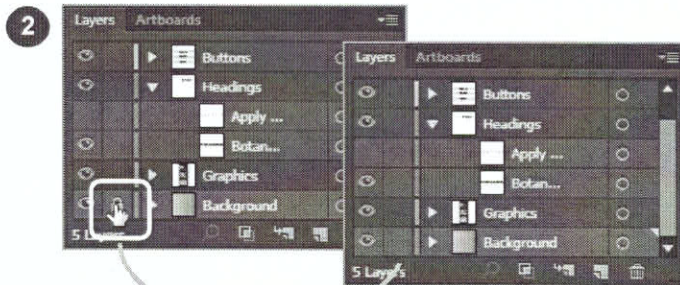 2
Layers Artboards
Buttons
Headings
Apply ...
Botan...
Graphics
Background
5 Layers
Layers Artboards
Buttons
Headings
Apply ...
Botan...
Graphics
Background
5 Layers